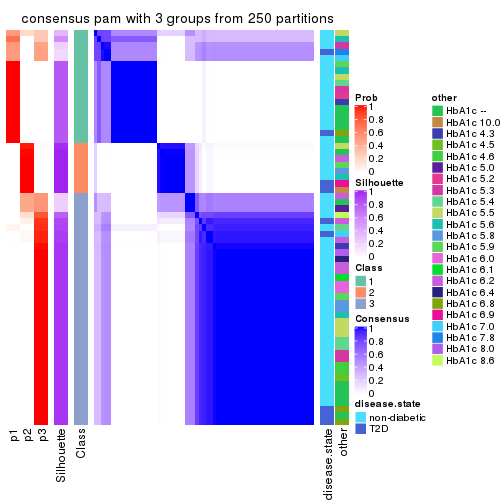 consensus pam with 3 groups from 250 partitions
p1
p2
p3
Silhouette
Class
disease.state
other
Prob
1
0.8
0.6
0.4
0.2
0
Silhouette
1
0.8
0.6
0.4
0.2
0
Class
1
2
3
Consensus
1
0.8
0.6
0.4
0.2
0
disease.state
non-diabetic
T2D
other
HbA1c --
HbA1c 10.0
HbA1c 4.3
HbA1c 4.5
HbA1c 4.6
HbA1c 5.0
HbA1c 5.2
HbA1c 5.3
HbA1c 5.4
HbA1c 5.5
HbA1c 5.6
HbA1c 5.8
HbA1c 5.9
HbA1c 6.0
HbA1c 6.1
HbA1c 6.2
HbA1c 6.4
HbA1c 6.8
HbA1c 6.9
HbA1c 7.0
HbA1c 7.8
HbA1c 8.0
HbA1c 8.6